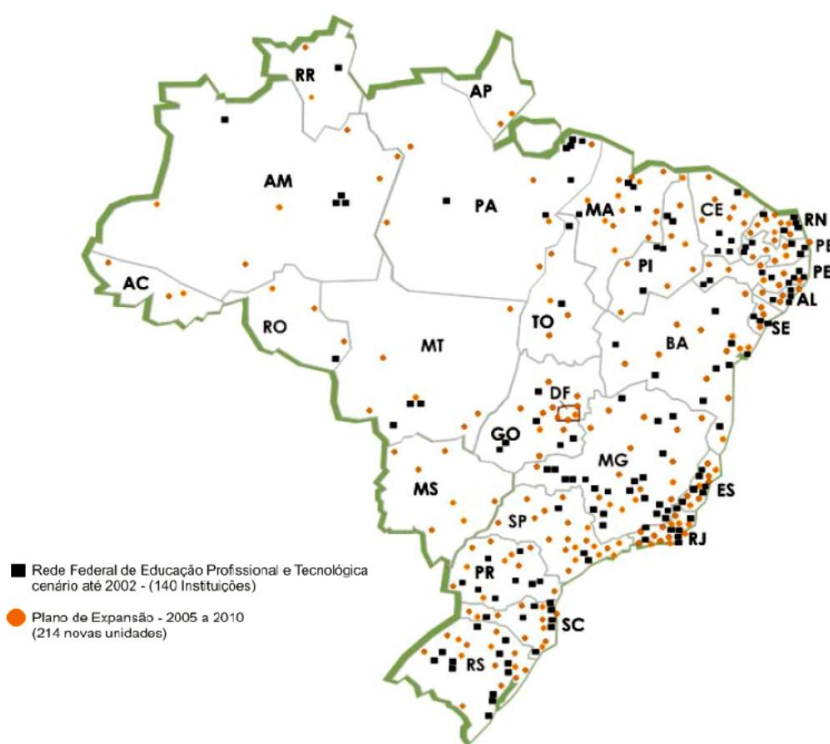 RR
AP
AM
PA
MA
CE
RN
PB
PE
AL
SE
PI
AC
RO
TO
BA
MT
DF
GO
MG
ES
MS
SP
RJ
PR
SC
RS
Rede Federal de Educação Profissional e Tecnológica
cenário até 2002 - (140 Instituições)
Plano de Expansão - 2005 a 2010
(214 novas unidades)